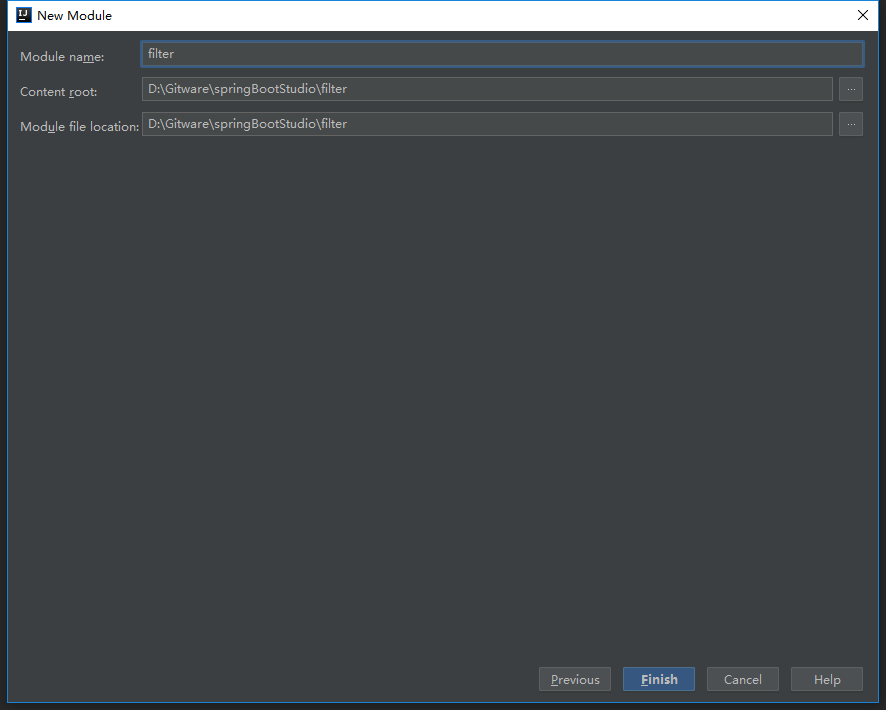 New Module
Module name: filter
Content root: D:\Gitware\springBootStudio\filter ...
Module file location: D:\Gitware\springBootStudio\filter ...
Previous Finish Cancel Help